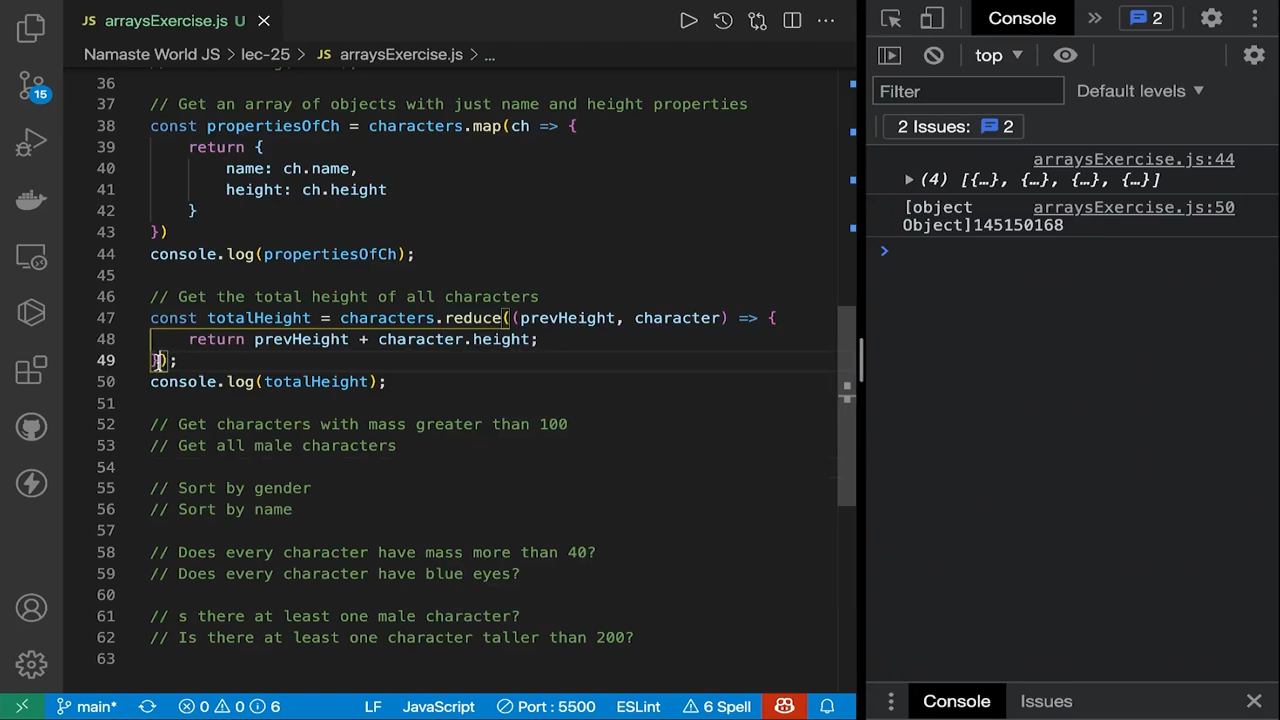 arraysExercise.js U
Console
2
Namaste World JS > lec-25 > JS arraysExercise.js > ...
top
Filter
Default levels
2 Issues: 2
36
37 // Get an array of objects with just name and height properties
38 const propertiesOfCh = characters.map(ch => {
39 return {
40 name: ch.name,
41 height: ch.height
42 }
43 })
44 console.log(propertiesOfCh);
45
46 // Get the total height of all characters
47 const totalHeight = characters.reduce((prevHeight, character) => {
48 return prevHeight + character.height;
49 });
50 console.log(totalHeight);
51
52 // Get characters with mass greater than 100
53 // Get all male characters
54
55 // Sort by gender
56 // Sort by name
57
58 // Does every character have mass more than 40?
59 // Does every character have blue eyes?
60
61 // s there at least one male character?
62 // Is there at least one character taller than 200?
63
arraysExercise.js:44
(4) [{…}, {…}, {…}, {…}]
[object arraysExercise.js:50
Object]145150168
15
main* 0 0 6 LF JavaScript Port : 5500 ESLint 6 Spell
Console Issues